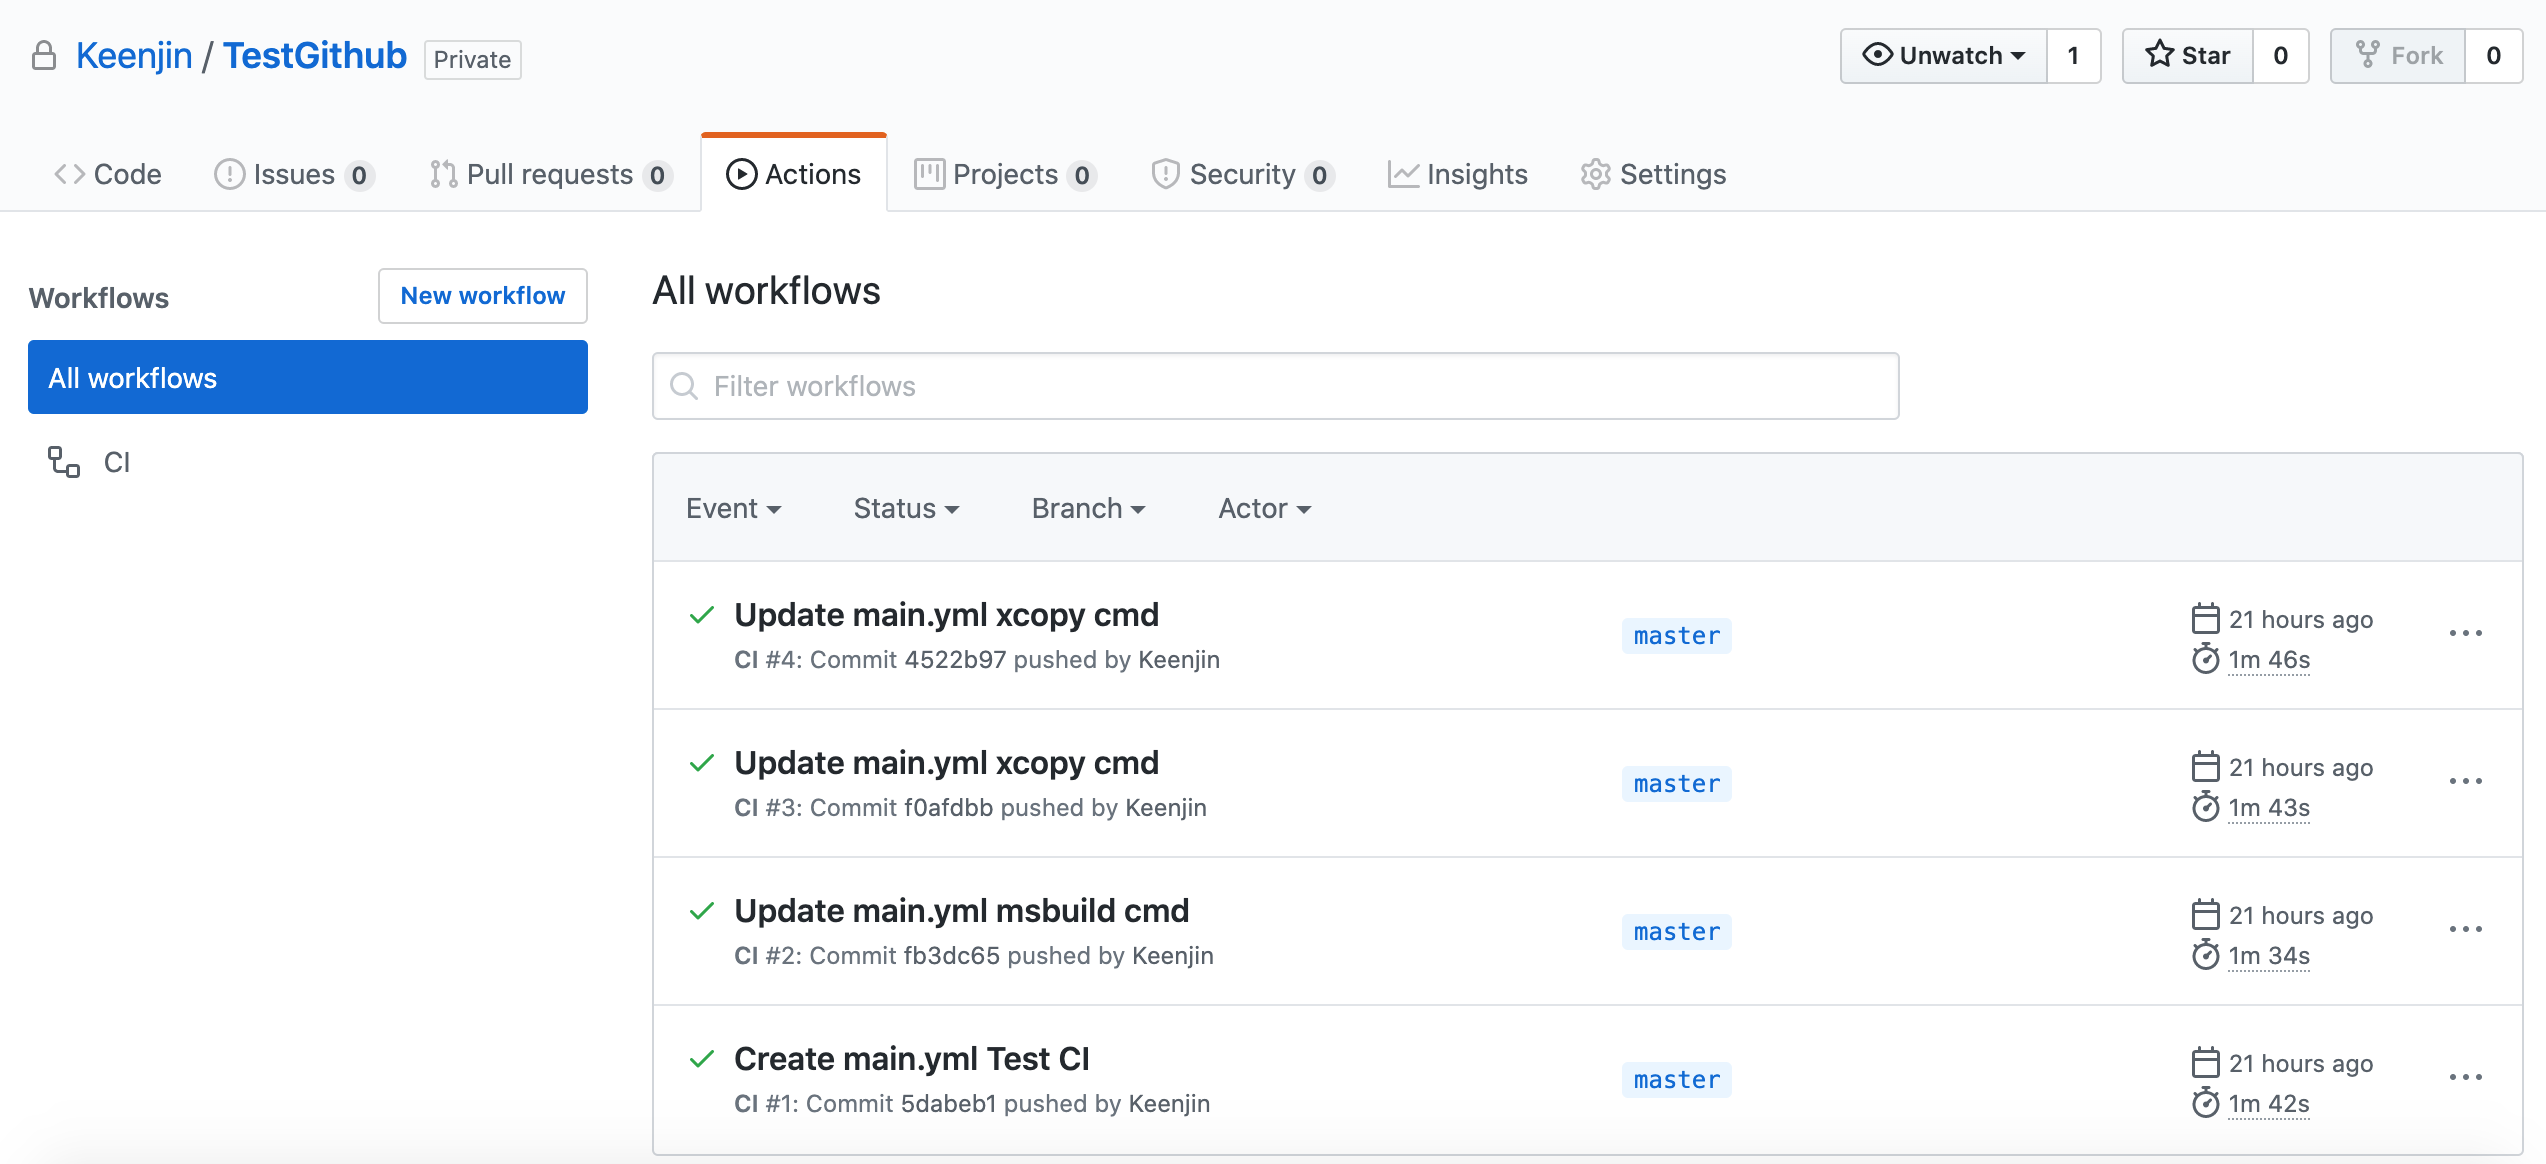 Keenjin / TestGithub Private
Unwatch 1 Star 0 Fork 0
Code Issues 0 Pull requests 0 Actions Projects 0 Security 0 Insights Settings
Workflows New workflow
All workflows
CI
All workflows
Filter workflows
Event Status Branch Actor
Update main.yml xcopy cmd
CI #4: Commit 4522b97 pushed by Keenjin
master
21 hours ago
1m 46s
Update main.yml xcopy cmd
CI #3: Commit f0afdbb pushed by Keenjin
master
21 hours ago
1m 43s
Update main.yml msbuild cmd
CI #2: Commit fb3dc65 pushed by Keenjin
master
21 hours ago
1m 34s
Create main.yml Test CI
CI #1: Commit 5dabeb1 pushed by Keenjin
master
21 hours ago
1m 42s